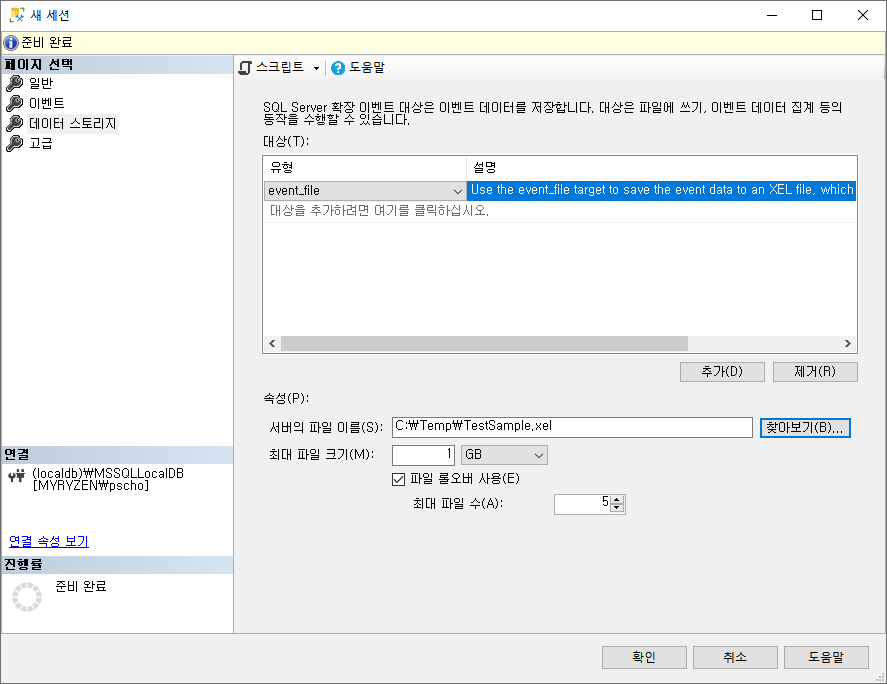 새 세션
준비 완료
페이지 선택
일반
이벤트
데이터 스토리지
고급
연결
(localdb)₩MSSQLLocalDB
[MYRYZEN₩pscho]
연결 속성 보기
진행률
준비 완료
스크립트
도움말
SQL Server 확장 이벤트 대상은 이벤트 데이터를 저장합니다. 대상은 파일에 쓰기, 이벤트 데이터 집계 등의
동작을 수행할 수 있습니다.
대상(T):
유형 설명
event_file Use the event_file target to save the event data to an XEL file, which
대상을 추가하려면 여기를 클릭하십시오.
추가(D) 제거(R)
속성(P):
서버의 파일 이름(S): C:₩Temp₩TestSample.xel 찾아보기(B)...
최대 파일 크기(M): 1 GB
파일 롤오버 사용(E)
최대 파일 수(A): 5
확인 취소 도움말